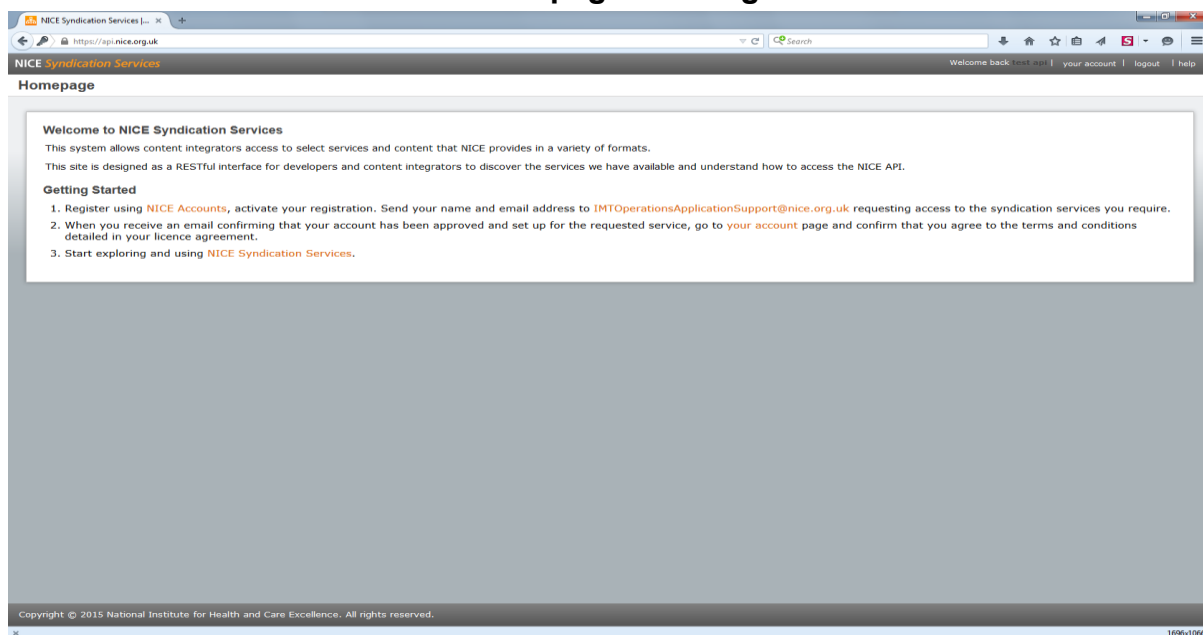 NICE Syndication Services |...
https://api.nice.org.uk
Search
NICE Syndication Services
Welcome back test api | your account | logout | help
Homepage
Welcome to NICE Syndication Services
This system allows content integrators access to select services and content that NICE provides in a variety of formats.
This site is designed as a RESTful interface for developers and content integrators to discover the services we have available and understand how to access the NICE API.
Getting Started
1. Register using NICE Accounts, activate your registration. Send your name and email address to IMTOperationsApplicationSupport@nice.org.uk requesting access to the syndication services you require.
2. When you receive an email confirming that your account has been approved and set up for the requested service, go to your account page and confirm that you agree to the terms and conditions
detailed in your licence agreement.
3. Start exploring and using NICE Syndication Services.
Copyright © 2015 National Institute for Health and Care Excellence. All rights reserved.